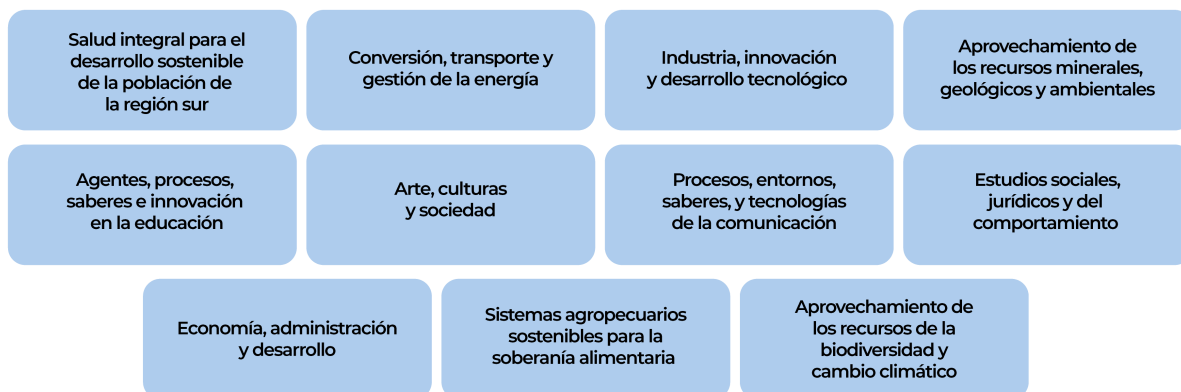 Salud integral para el
desarrollo sostenible
de la población de
la región sur
Conversión, transporte y
gestión de la energía
Industria, innovación
y desarrollo tecnológico
Aprovechamiento de
los recursos minerales,
geológicos y ambientales
Agentes, procesos,
saberes e innovación
en la educación
Arte, culturas
y sociedad
Procesos, entornos,
saberes, y tecnologías
de la comunicación
Estudios sociales,
jurídicos y del
comportamiento
Economía, administración
y desarrollo
Sistemas agropecuarios
sostenibles para la
soberanía alimentaria
Aprovechamiento de
los recursos de la
biodiversidad y
cambio climático